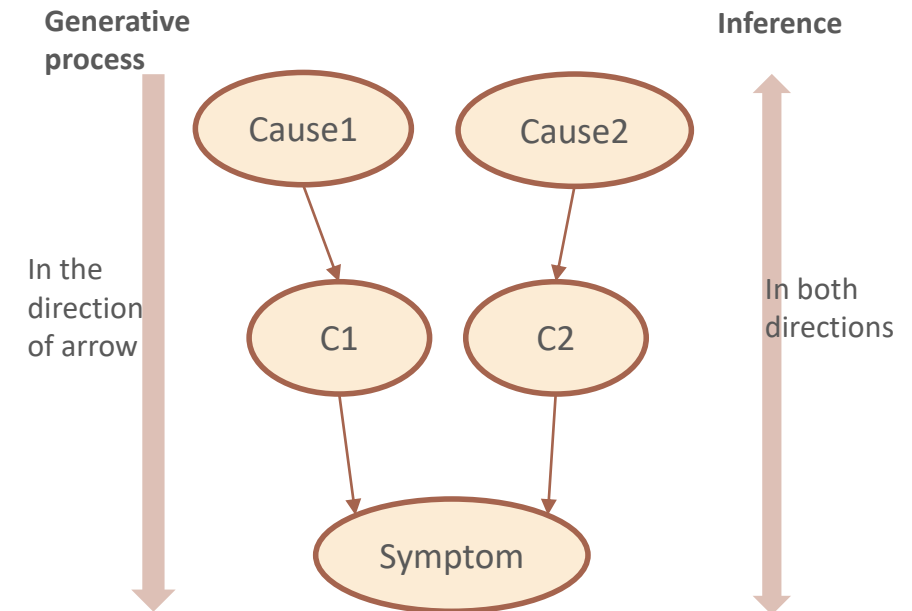 Generative
process
Inference
Cause1
Cause2
In the
direction
of arrow
C1
C2
In both
directions
Symptom